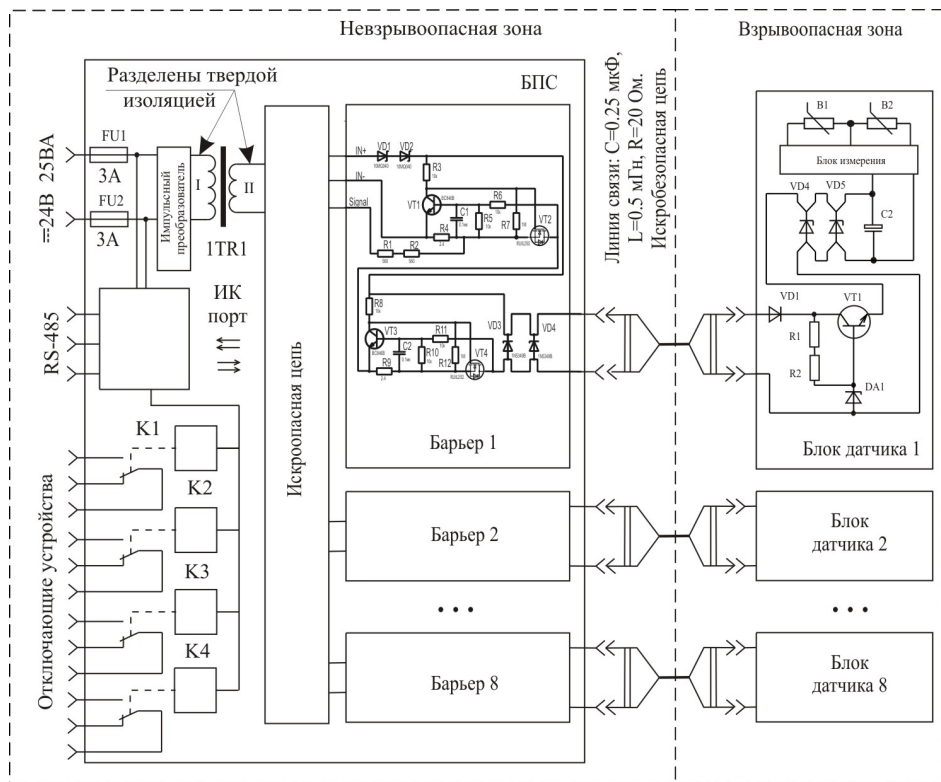 Невзрывоопасная зона
Взрывоопасная зона
Разделены твердой
изоляцией
БПС
Линия связи: C=0.25 мкФ,
L=0.5 мГн, R=20 Ом.
Искробезопасная цепь
25ВА
24В
FU1
3А
FU2
3А
Импульсный
преобразователь
I
II
1TR1
RS-485
ИК
порт
Искроопасная цепь
IN+
IN-
Signal
VD1
VD2
R3
VT1
R6
C1
R5
R7
VT2
R4
R1
R2
R8
VT3
R11
C2
R10
R12
VT4
R9
VD3
VD4
Барьер 1
B1
B2
Блок измерения
VD4
VD5
C2
VD1
VT1
R1
R2
DA1
Блок датчика 1
Отключающие устройства
K1
K2
K3
K4
Барьер 2
Блок
датчика 2
• • •
• • •
Барьер 8
Блок
датчика 8